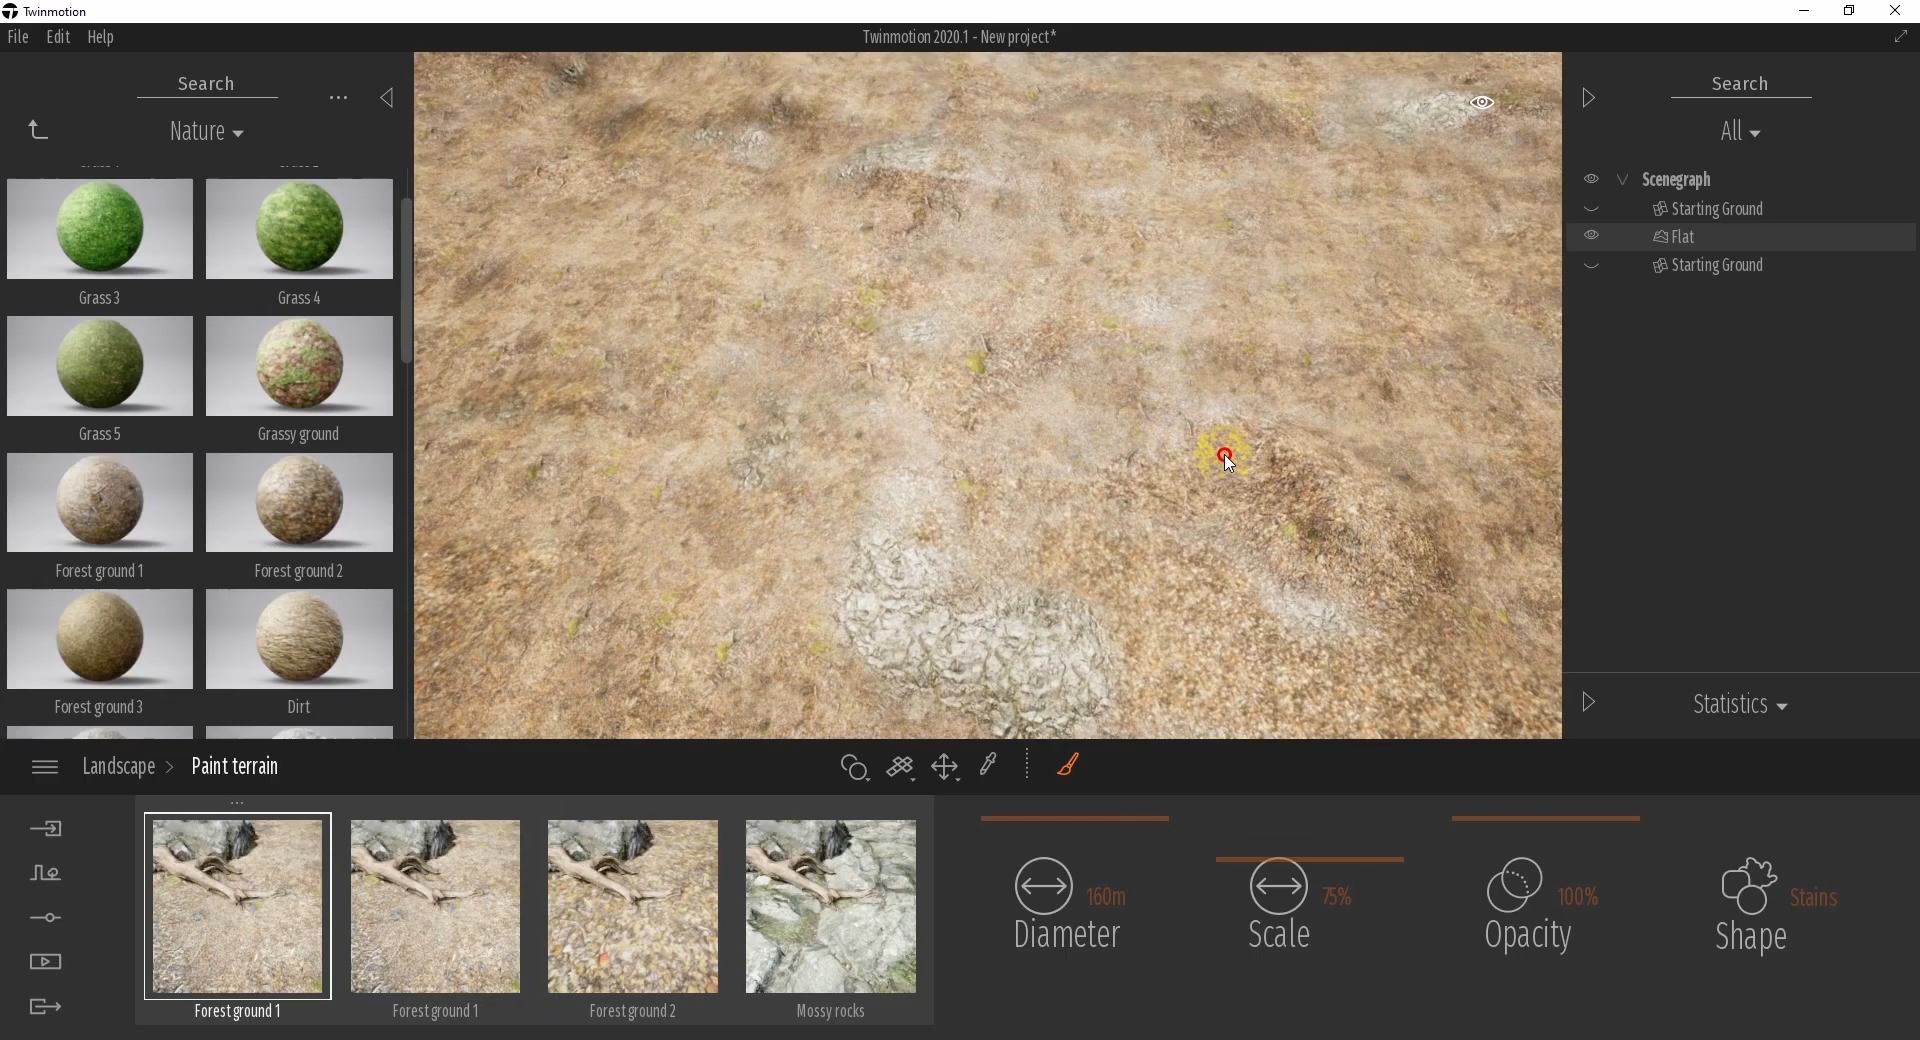 Twinmotion
File Edit Help
Twinmotion 2020.1 - New project*
Search
...
Nature
Grass 3
Grass 4
Grass 5
Grassy ground
Forest ground 1
Forest ground 2
Forest ground 3
Dirt
Search
All
Scenegraph
Starting Ground
Flat
Starting Ground
Statistics
Landscape > Paint terrain
...
Forest ground 1
Forest ground 1
Forest ground 2
Mossy rocks
160m
Diameter
75%
Scale
100%
Opacity
Stains
Shape